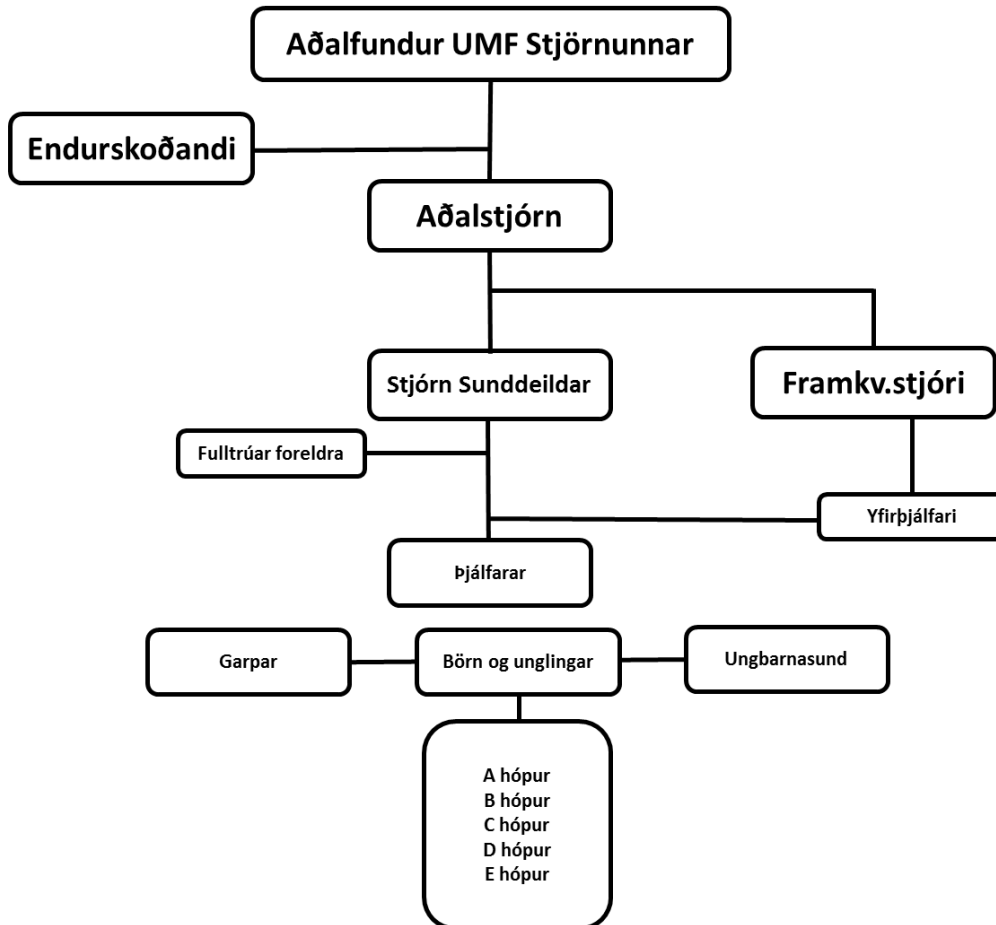 Aðalfundur UMF Stjörnunnar
Endurskoðandi
Aðalstjórn
Stjórn Sunddeildar
Framkv.stjóri
Fulltrúar foreldra
Yfirþjálfari
Þjálfarar
Garpar
Börn og unglingar
Ungbarnasund
A hópur
B hópur
C hópur
D hópur
E hópur